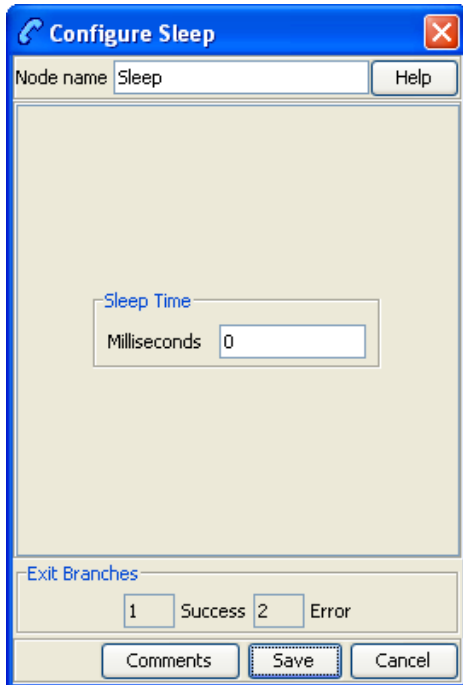 Configure Sleep
Node name Sleep Help
Sleep Time
Milliseconds 0
Exit Branches
1 Success 2 Error
Comments Save Cancel